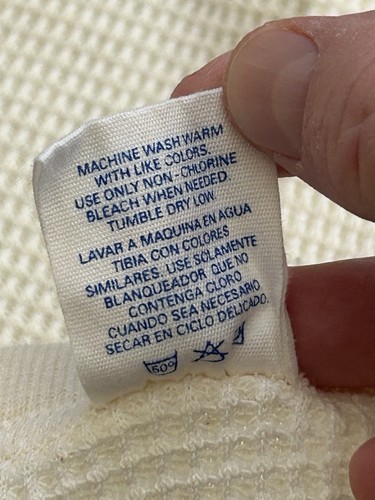 MACHINE WASH WARM
WITH LIKE COLORS.
USE ONLY NON-CHLORINE
BLEACH WHEN NEEDED.
TUMBLE DRY LOW.
LAVAR A MAQUINA EN AGUA
TIBIA CON COLORES
SIMILARES. USE SOLAMENTE
BLANQUEADOR QUE NO
CONTENGA CLORO
CUANDO SEA NECESARIO.
SECAR EN CICLO DELICADO.
60°